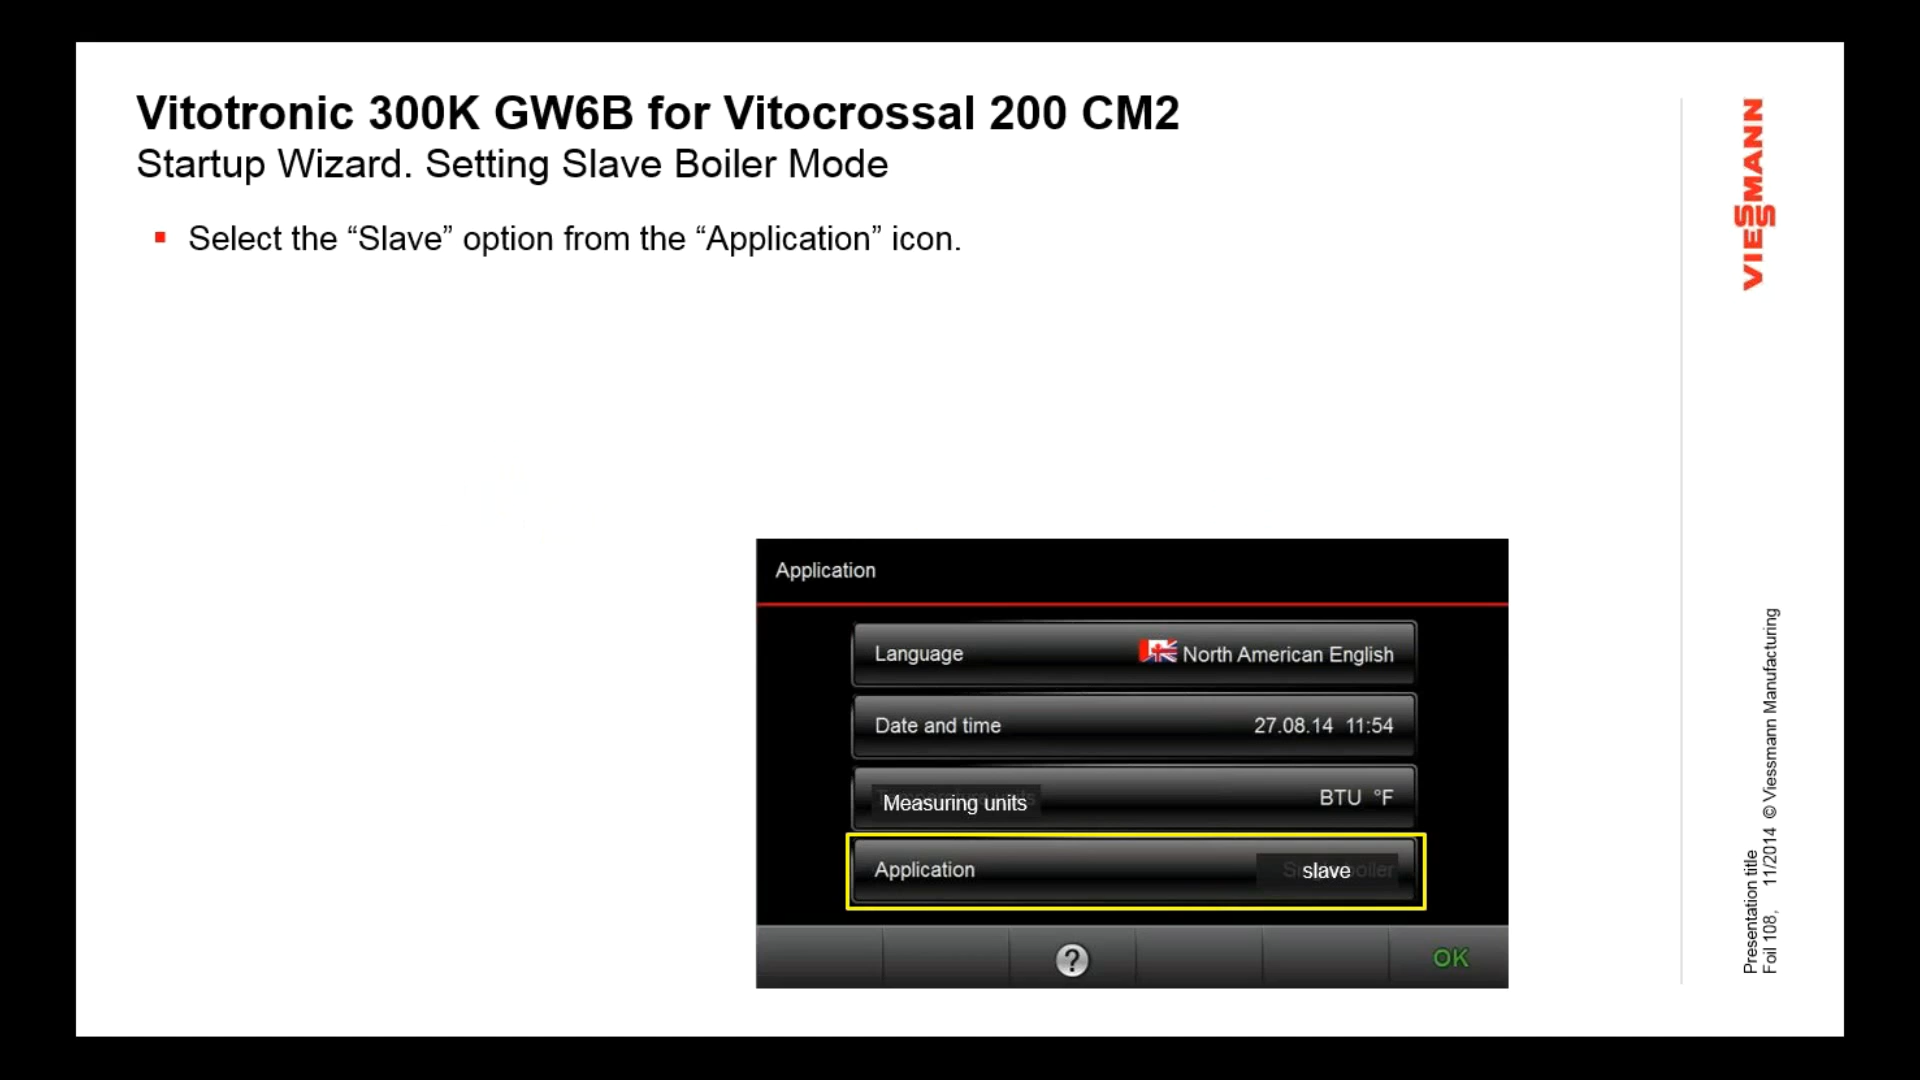 Vitotronic 300K GW6B for Vitocrossal 200 CM2
Startup Wizard. Setting Slave Boiler Mode
Select the “Slave” option from the “Application” icon.
VIESSMANN
Application
Language North American English
Date and time 27.08.14 11:54
Measuring units BTU °F
Application slave
? OK
Presentation title
Foil 108, 11/2014 © Viessmann Manufacturing